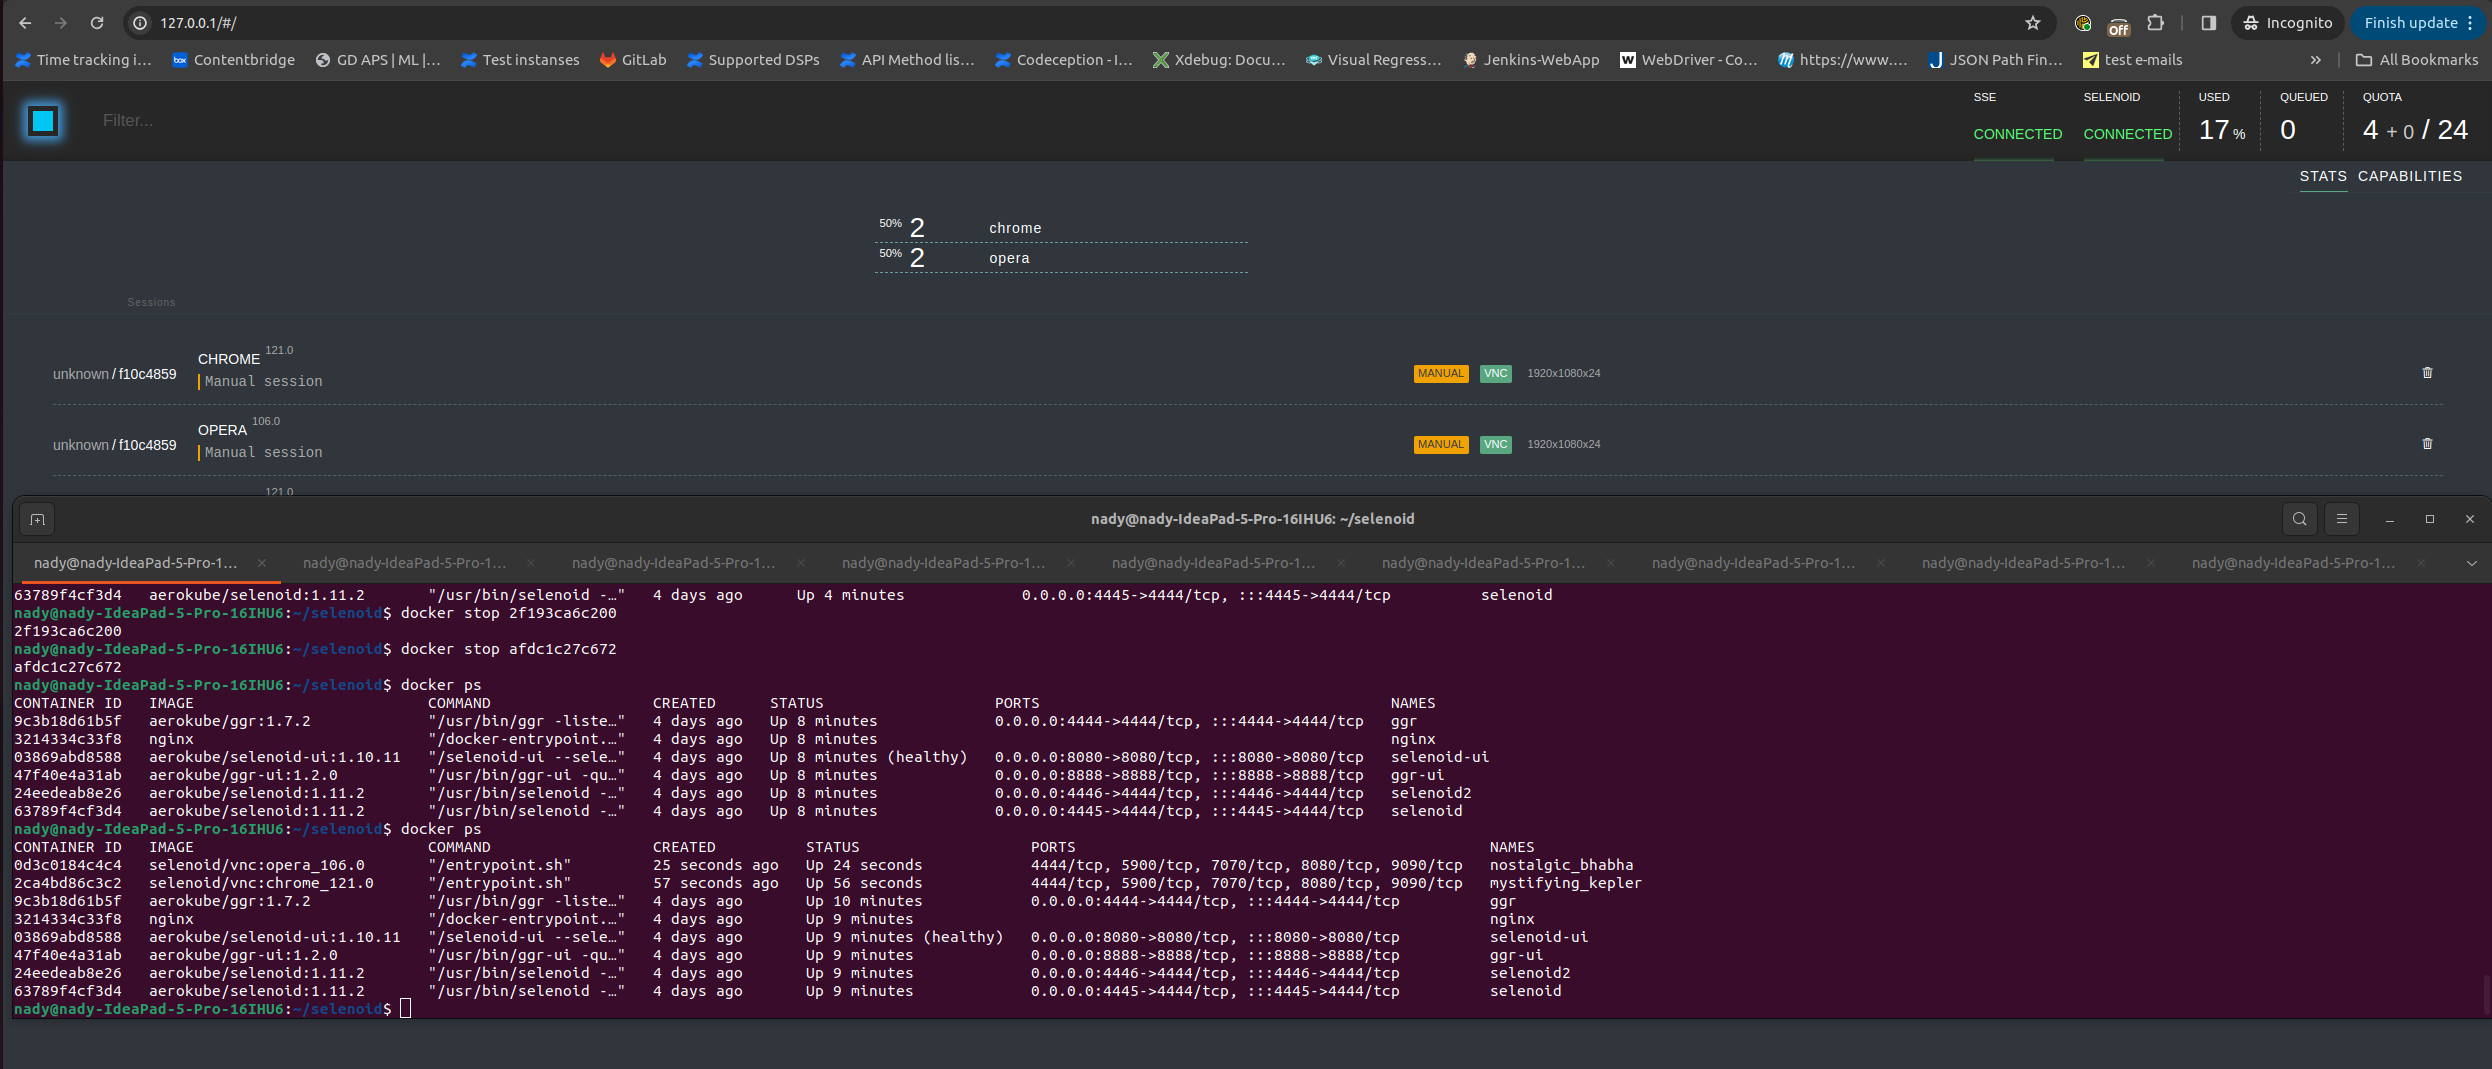 127.0.0.1/#/
Off
Incognito
Finish update
Time tracking i...
box Contentbridge
GD APS | ML |...
Test instanses
GitLab
Supported DSPs
API Method lis...
Codeception - I...
Xdebug: Docu...
Visual Regress...
Jenkins-WebApp
W WebDriver - Co...
https://www....
JSON Path Fin...
test e-mails
»
All Bookmarks
Filter...
SSE SELENOID USED QUEUED QUOTA
CONNECTED CONNECTED 17 % 0 4 + 0 / 24
STATS CAPABILITIES
50% 2 chrome
50% 2 opera
Sessions
unknown / f10c4859 CHROME 121.0 MANUAL VNC 1920x1080x24
Manual session
unknown / f10c4859 OPERA 106.0 MANUAL VNC 1920x1080x24
Manual session
121.0
nady@nady-IdeaPad-5-Pro-16IHU6: ~/selenoid
nady@nady-IdeaPad-5-Pro-1... nady@nady-IdeaPad-5-Pro-1... nady@nady-IdeaPad-5-Pro-1... nady@nady-IdeaPad-5-Pro-1... nady@nady-IdeaPad-5-Pro-1... nady@nady-IdeaPad-5-Pro-1... nady@nady-IdeaPad-5-Pro-1... nady@nady-IdeaPad-5-Pro-1... nady@nady-IdeaPad-5-Pro-1...
63789f4cf3d4 aerokube/selenoid:1.11.2 "/usr/bin/selenoid -…" 4 days ago Up 4 minutes 0.0.0.0:4445->4444/tcp, :::4445->4444/tcp selenoid
nady@nady-IdeaPad-5-Pro-16IHU6:~/selenoid$ docker stop 2f193ca6c200
2f193ca6c200
nady@nady-IdeaPad-5-Pro-16IHU6:~/selenoid$ docker stop afdc1c27c672
afdc1c27c672
nady@nady-IdeaPad-5-Pro-16IHU6:~/selenoid$ docker ps
CONTAINER ID IMAGE COMMAND CREATED STATUS PORTS NAMES
9c3b18d61b5f aerokube/ggr:1.7.2 "/usr/bin/ggr -liste…" 4 days ago Up 8 minutes 0.0.0.0:4444->4444/tcp, :::4444->4444/tcp ggr
3214334c33f8 nginx "/docker-entrypoint.…" 4 days ago Up 8 minutes nginx
03869abd8588 aerokube/selenoid-ui:1.10.11 "/selenoid-ui --sele…" 4 days ago Up 8 minutes (healthy) 0.0.0.0:8080->8080/tcp, :::8080->8080/tcp selenoid-ui
47f40e4a31ab aerokube/ggr-ui:1.2.0 "/usr/bin/ggr-ui -qu…" 4 days ago Up 8 minutes 0.0.0.0:8888->8888/tcp, :::8888->8888/tcp ggr-ui
24eedeab8e26 aerokube/selenoid:1.11.2 "/usr/bin/selenoid -…" 4 days ago Up 8 minutes 0.0.0.0:4446->4444/tcp, :::4446->4444/tcp selenoid2
63789f4cf3d4 aerokube/selenoid:1.11.2 "/usr/bin/selenoid -…" 4 days ago Up 8 minutes 0.0.0.0:4445->4444/tcp, :::4445->4444/tcp selenoid
nady@nady-IdeaPad-5-Pro-16IHU6:~/selenoid$ docker ps
CONTAINER ID IMAGE COMMAND CREATED STATUS PORTS NAMES
0d3c0184c4c4 selenoid/vnc:opera_106.0 "/entrypoint.sh" 25 seconds ago Up 24 seconds 4444/tcp, 5900/tcp, 7070/tcp, 8080/tcp, 9090/tcp nostalgic_bhabha
2ca4bd86c3c2 selenoid/vnc:chrome_121.0 "/entrypoint.sh" 57 seconds ago Up 56 seconds 4444/tcp, 5900/tcp, 7070/tcp, 8080/tcp, 9090/tcp mystifying_kepler
9c3b18d61b5f aerokube/ggr:1.7.2 "/usr/bin/ggr -liste…" 4 days ago Up 10 minutes 0.0.0.0:4444->4444/tcp, :::4444->4444/tcp ggr
3214334c33f8 nginx "/docker-entrypoint.…" 4 days ago Up 9 minutes nginx
03869abd8588 aerokube/selenoid-ui:1.10.11 "/selenoid-ui --sele…" 4 days ago Up 9 minutes (healthy) 0.0.0.0:8080->8080/tcp, :::8080->8080/tcp selenoid-ui
47f40e4a31ab aerokube/ggr-ui:1.2.0 "/usr/bin/ggr-ui -qu…" 4 days ago Up 9 minutes 0.0.0.0:8888->8888/tcp, :::8888->8888/tcp ggr-ui
24eedeab8e26 aerokube/selenoid:1.11.2 "/usr/bin/selenoid -…" 4 days ago Up 9 minutes 0.0.0.0:4446->4444/tcp, :::4446->4444/tcp selenoid2
63789f4cf3d4 aerokube/selenoid:1.11.2 "/usr/bin/selenoid -…" 4 days ago Up 9 minutes 0.0.0.0:4445->4444/tcp, :::4445->4444/tcp selenoid
nady@nady-IdeaPad-5-Pro-16IHU6:~/selenoid$